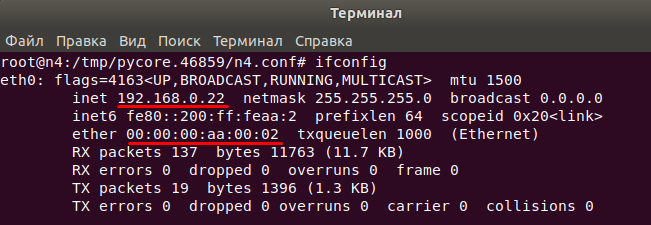 Терминал
Файл Правка Вид Поиск Терминал Справка
root@n4:/tmp/pycore.46859/n4.conf# ifconfig
eth0: flags=4163<UP,BROADCAST,RUNNING,MULTICAST>  mtu 1500
        inet 192.168.0.22  netmask 255.255.255.0  broadcast 0.0.0.0
        inet6 fe80::200:ff:feaa:2  prefixlen 64  scopeid 0x20<link>
        ether 00:00:00:aa:00:02  txqueuelen 1000  (Ethernet)
        RX packets 137  bytes 11763 (11.7 KB)
        RX errors 0  dropped 0  overruns 0  frame 0
        TX packets 19  bytes 1396 (1.3 KB)
        TX errors 0  dropped 0 overruns 0  carrier 0  collisions 0